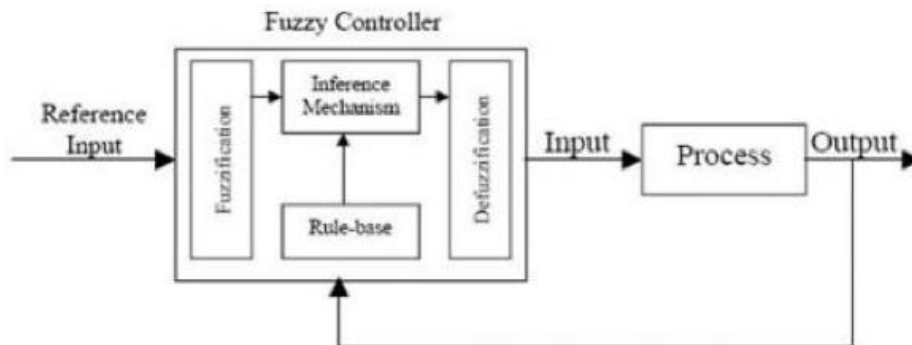 Fuzzy Controller
Reference
Input
Fuzzification
Inference
Mechanism
Rule-base
Defuzzification
Input
Process
Output